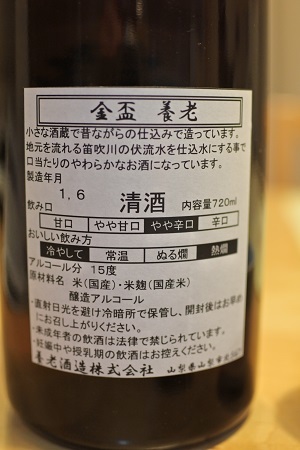 金盃 養老
小さな酒蔵で昔ながらの仕込みで造っています。
地元を流れる笛吹川の伏流水を仕込水にする事で
口当たりのやわらかなお酒になっています。
製造年月
1. 6 清酒 内容量720ml
飲み口
甘口 やや甘口 やや辛口 辛口
おいしい飲み方
冷やして 常温 ぬる燗 熱燗
アルコール分 15度
原材料名 米(国産)・米麹(国産米)
醸造アルコール
・直射日光を避け冷暗所で保管し、開封後はお早め
にお召し上がりください。
・未成年者の飲酒は法律で禁じられています。
・妊娠中や授乳期の飲酒はお控えください。
養老酒造株式会社 山梨県山梨市北567